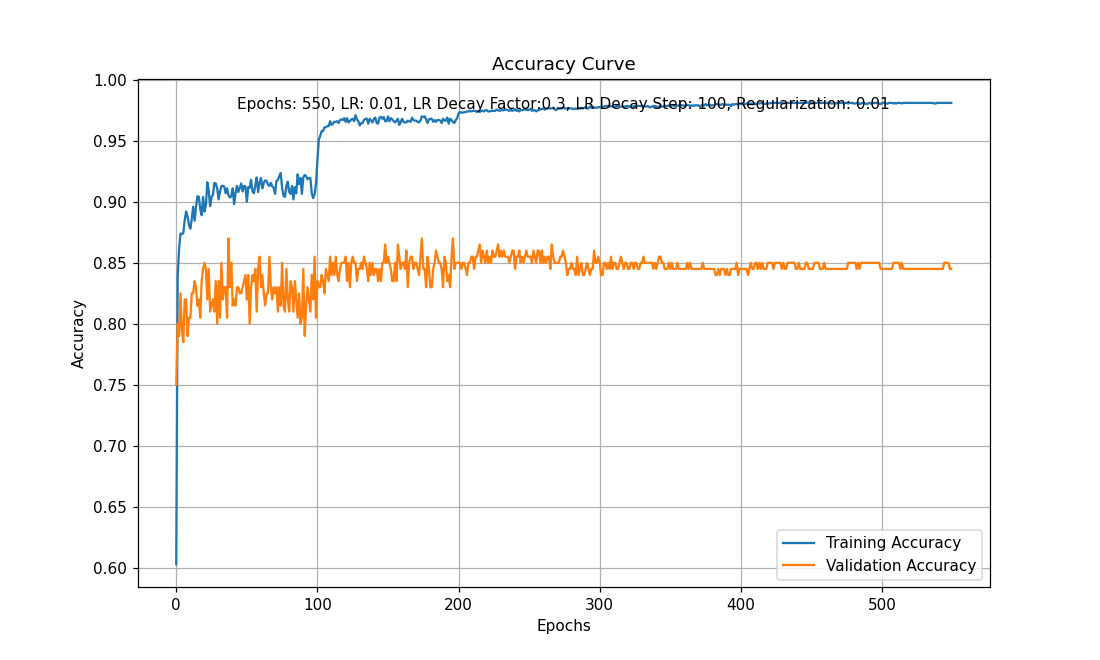 Accuracy Curve
Epochs: 550, LR: 0.01, LR Decay Factor:0.3, LR Decay Step: 100, Regularization: 0.01
1.00
0.95
0.90
0.85
0.80
0.75
0.70
0.65
0.60
Accuracy
Training Accuracy
Validation Accuracy
0 100 200 300 400 500
Epochs